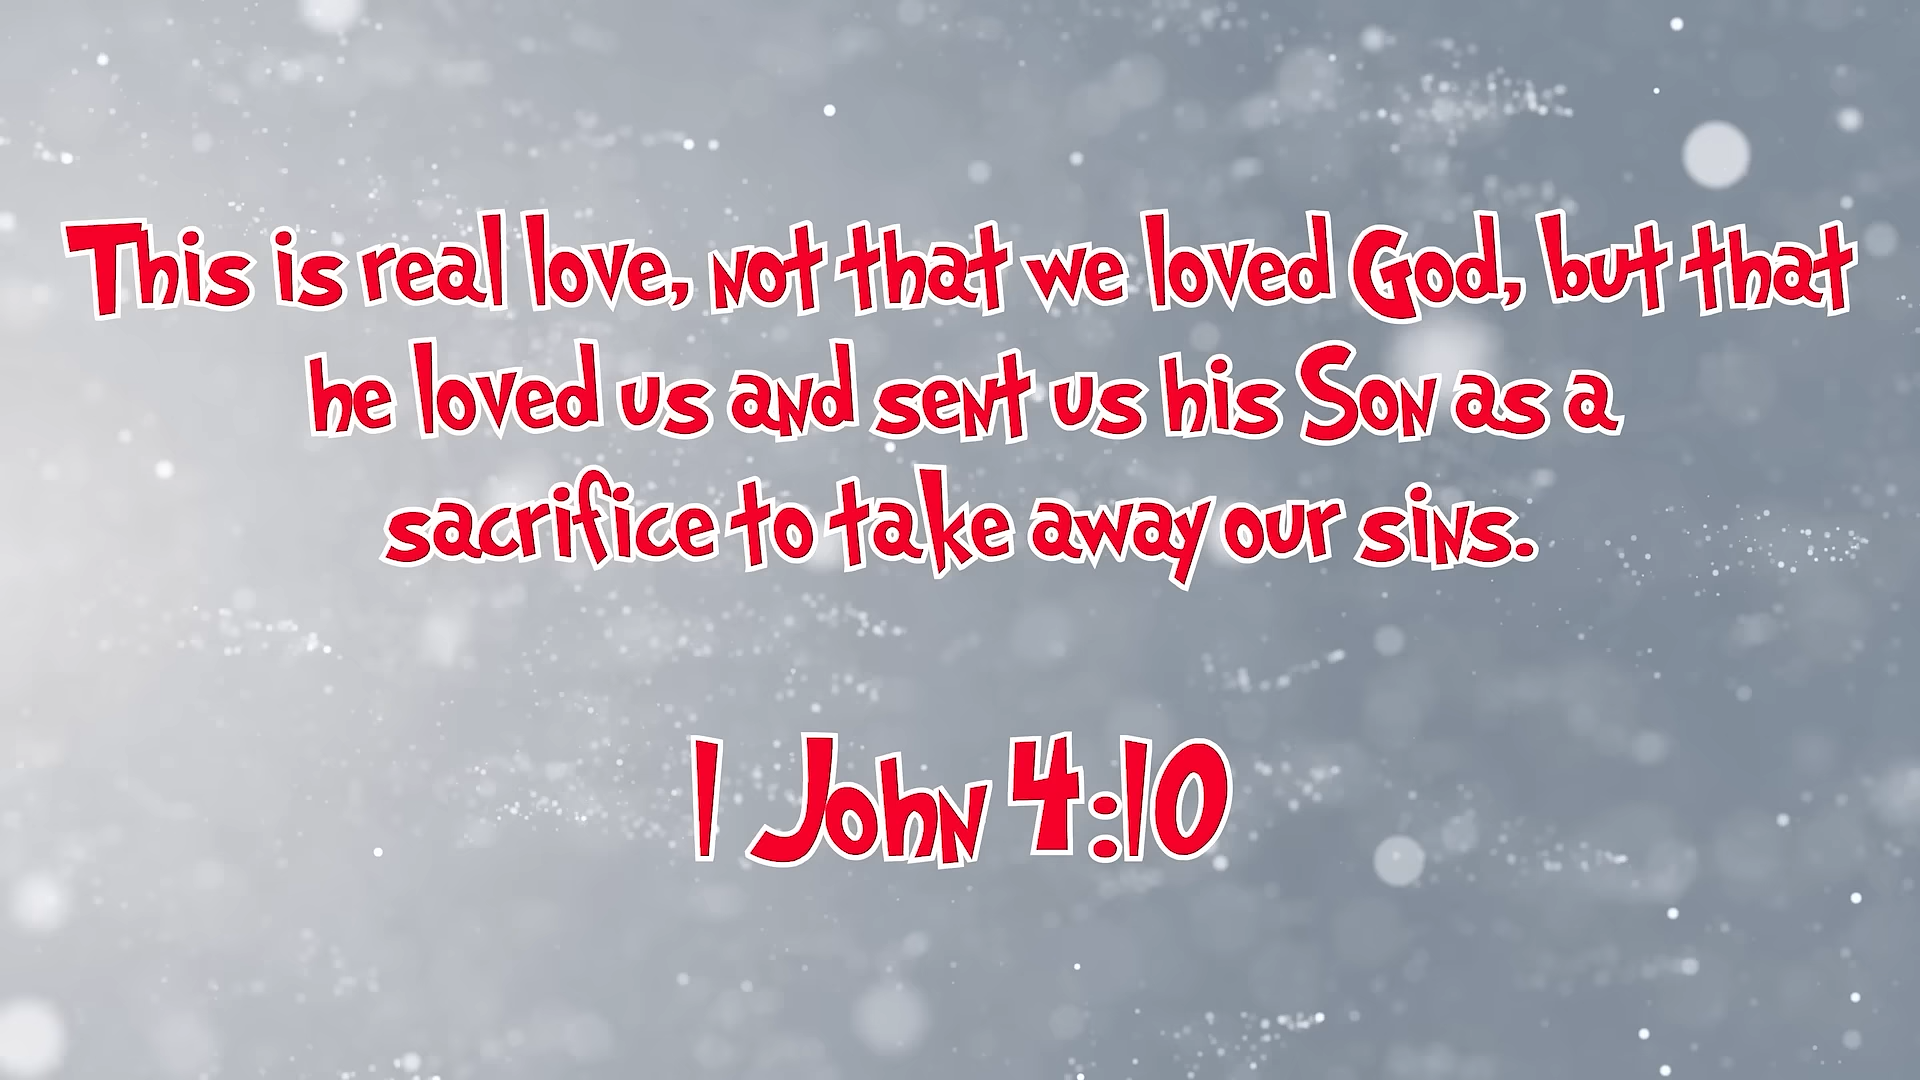 This is real love, not that we loved God, but that
he loved us and sent us his Son as a
sacrifice to take away our sins.
1 John 4:10